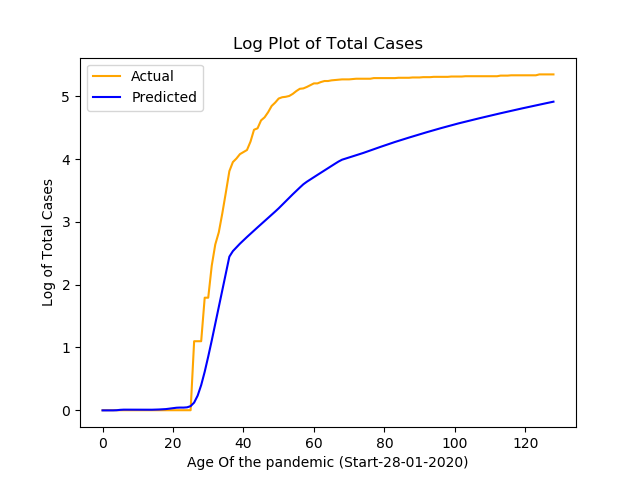 Log Plot of Total Cases
Actual
Predicted
Log of Total Cases
5
4
3
2
1
0
0 20 40 60 80 100 120
Age Of the pandemic (Start-28-01-2020)